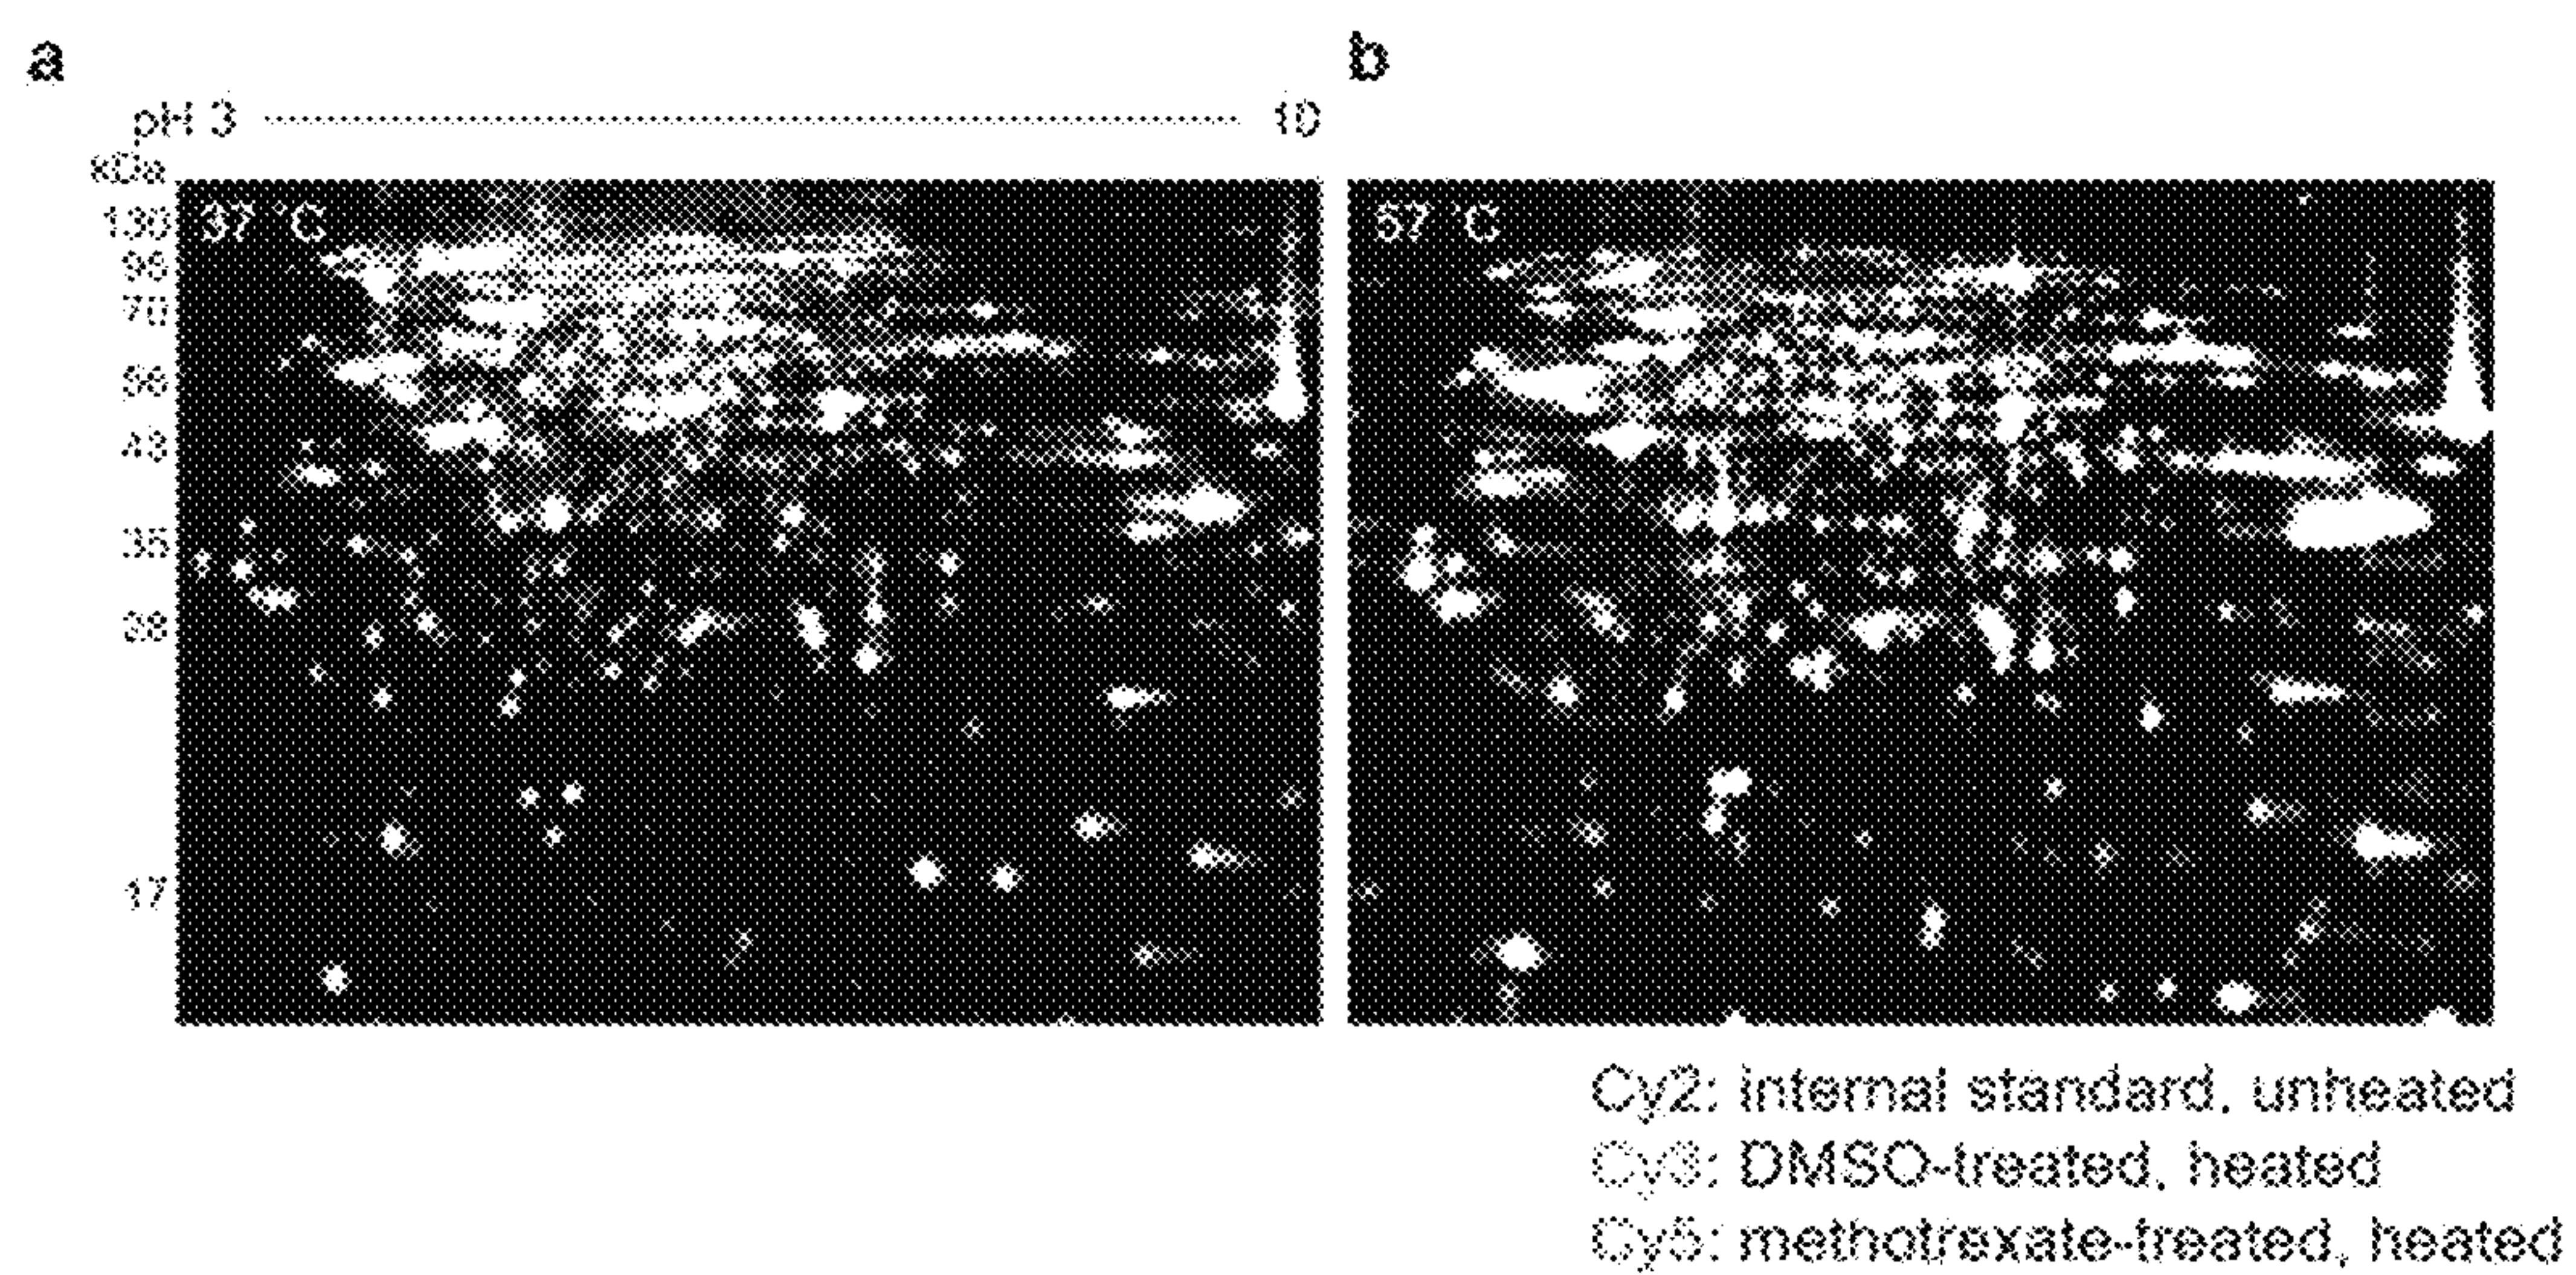 a
b
pH 3 10
kDa
130
95
70
43
35
28
17
37 °C
57 °C
Cy2: internal standard, unheated
Cy3: DMSO-treated, heated
Cy5: methotrexate-treated, heated